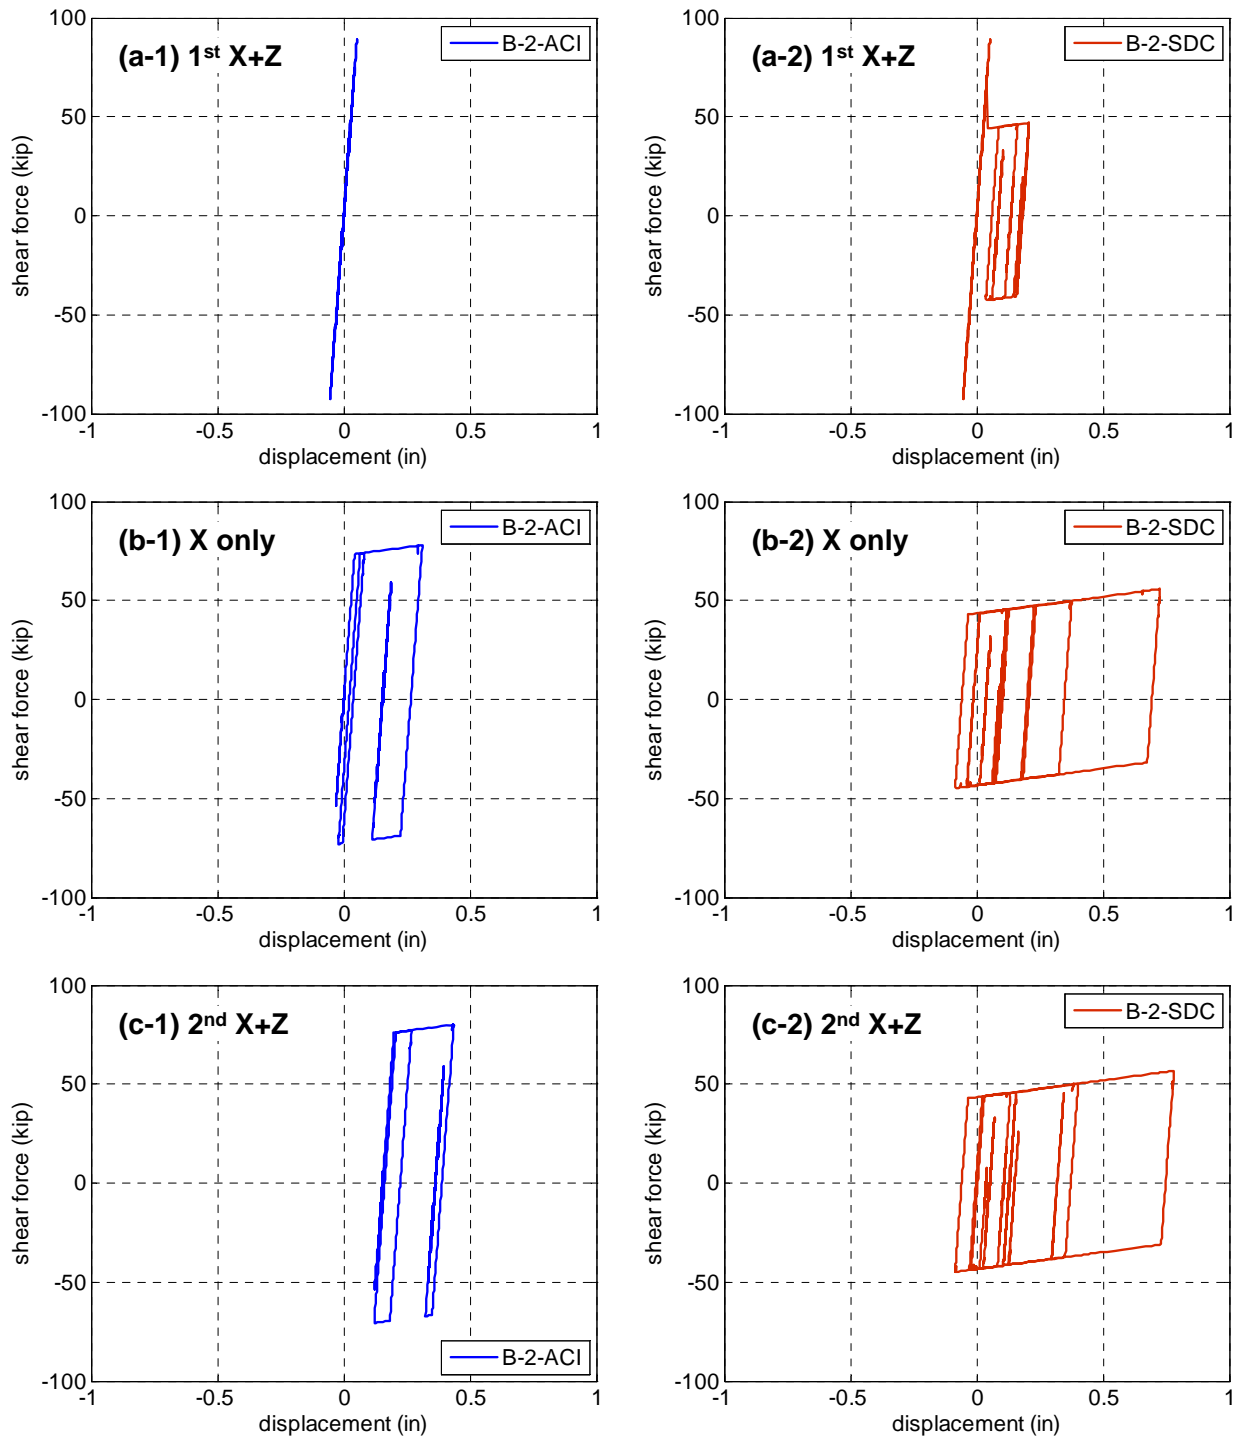 (a-1) 1st X+Z
B-2-ACI
100
50
0
-50
-100
-1
-0.5
0
0.5
1
shear force (kip)
displacement (in)
(a-2) 1st X+Z
B-2-SDC
100
50
0
-50
-100
-1
-0.5
0
0.5
1
shear force (kip)
displacement (in)
(b-1) X only
B-2-ACI
100
50
0
-50
-100
-1
-0.5
0
0.5
1
shear force (kip)
displacement (in)
(b-2) X only
B-2-SDC
100
50
0
-50
-100
-1
-0.5
0
0.5
1
shear force (kip)
displacement (in)
(c-1) 2nd X+Z
B-2-ACI
100
50
0
-50
-100
-1
-0.5
0
0.5
1
shear force (kip)
displacement (in)
(c-2) 2nd X+Z
B-2-SDC
100
50
0
-50
-100
-1
-0.5
0
0.5
1
shear force (kip)
displacement (in)